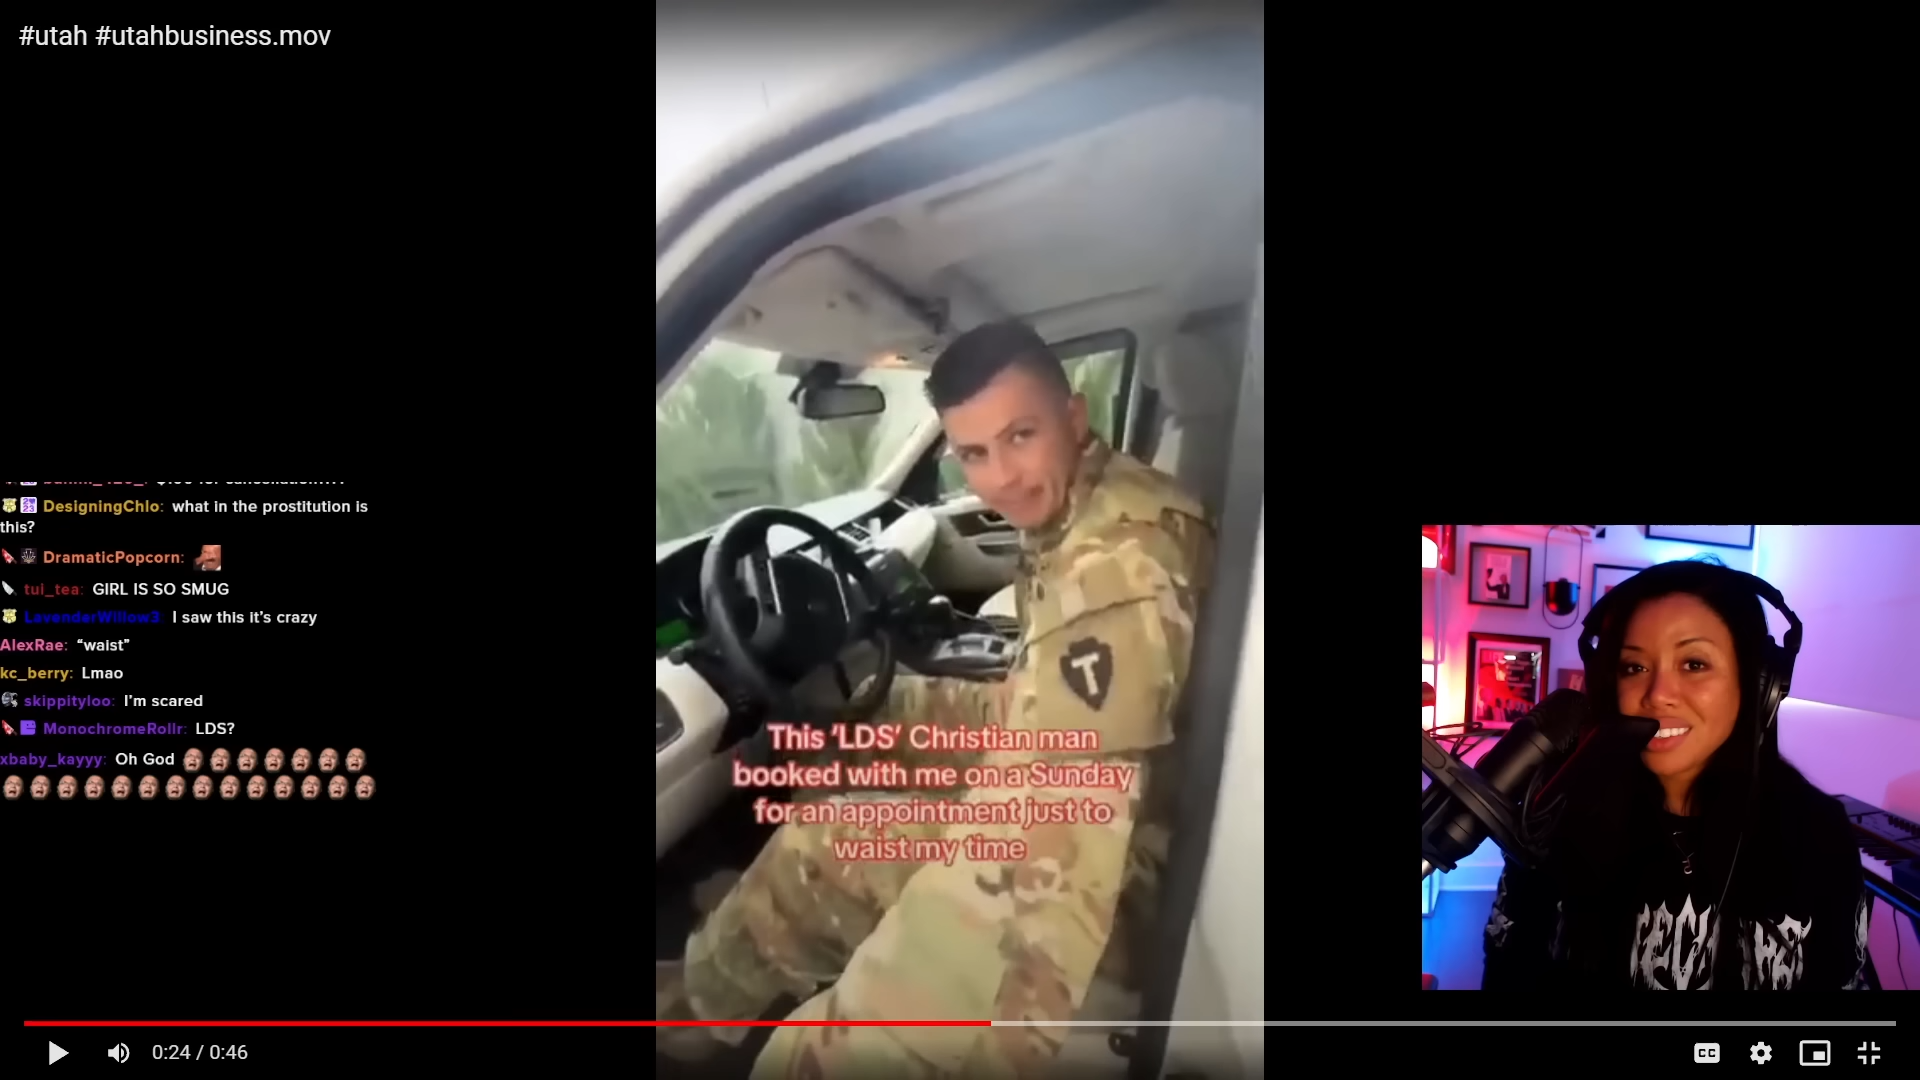 #utah #utahbusiness.mov
DesigningChlo: what in the prostitution is
this?
DramaticPopcorn:
tui_tea: GIRL IS SO SMUG
LavenderWillow3: I saw this it’s crazy
AlexRae: “waist”
kc_berry: Lmao
skippityloo: I’m scared
MonochromeRollr: LDS?
xbaby_kayyy: Oh God
T
This ‘LDS’ Christian man
booked with me on a Sunday
for an appointment just to
waist my time
0:24 / 0:46
CC